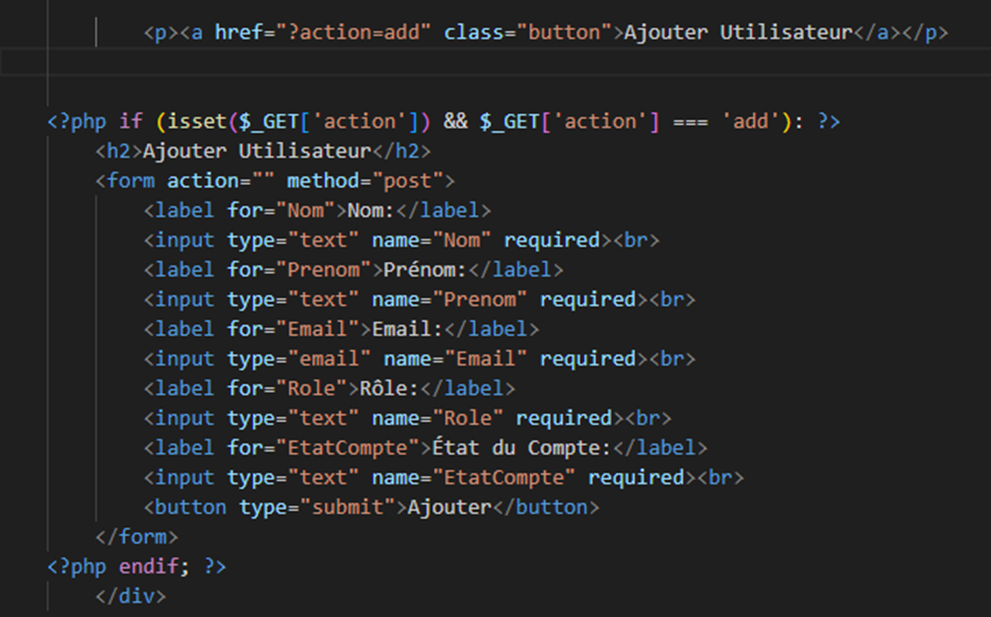 <p><a href="?action=add" class="button">Ajouter Utilisateur</a></p>
<?php if (isset($_GET['action']) && $_GET['action'] === 'add'): ?>
<h2>Ajouter Utilisateur</h2>
<form action="" method="post">
<label for="Nom">Nom:</label>
<input type="text" name="Nom" required><br>
<label for="Prenom">Prénom:</label>
<input type="text" name="Prenom" required><br>
<label for="Email">Email:</label>
<input type="email" name="Email" required><br>
<label for="Role">Rôle:</label>
<input type="text" name="Role" required><br>
<label for="EtatCompte">État du Compte:</label>
<input type="text" name="EtatCompte" required><br>
<button type="submit">Ajouter</button>
</form>
<?php endif; ?>
</div>